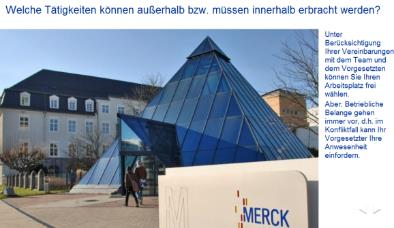 Welche Tätigkeiten können außerhalb bzw. müssen innerhalb erbracht werden?
Unter
Berücksichtigung
Ihrer Vereinbarungen
mit dem Team und
dem Vorgesetzten
können Sie Ihren
Arbeitsplatz frei
wählen.
Aber: Betriebliche
Belange gehen
immer vor, d.h. im
Konfliktfall kann Ihr
Vorgesetzter Ihre
Anwesenheit
einfordern.
M
MERCK